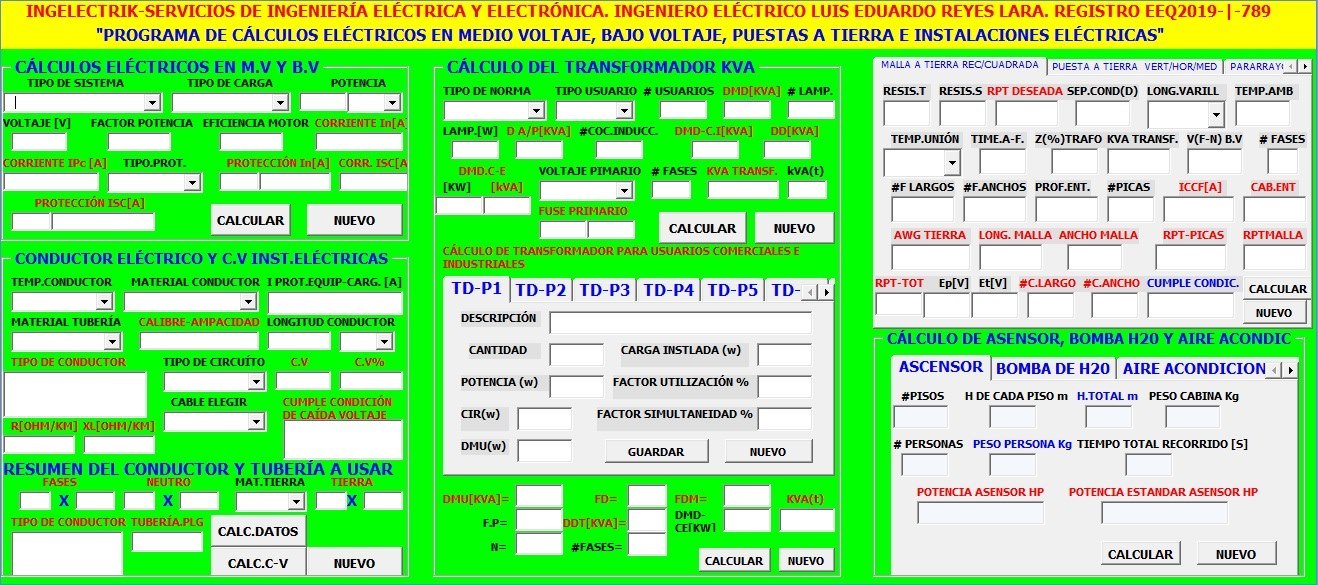 INGELECTRIK-SERVICIOS DE INGENIERÍA ELÉCTRICA Y ELECTRÓNICA. INGENIERO ELÉCTRICO LUIS EDUARDO REYES LARA. REGISTRO EEQ2019-|-789
"PROGRAMA DE CÁLCULOS ELÉCTRICOS EN MEDIO VOLTAJE, BAJO VOLTAJE, PUESTAS A TIERRA E INSTALACIONES ELÉCTRICAS"
CÁLCULOS ELÉCTRICOS EN M.V Y B.V
TIPO DE SISTEMA TIPO DE CARGA POTENCIA
VOLTAJE [V] FACTOR POTENCIA EFICIENCIA MOTOR CORRIENTE In[A]
CORRIENTE IPc [A] TIPO.PROT. PROTECCIÓN In[A] CORR. ISC[A]
PROTECCIÓN ISC[A]
CALCULAR NUEVO
CONDUCTOR ELÉCTRICO Y C.V INST.ELÉCTRICAS
TEMP.CONDUCTOR MATERIAL CONDUCTOR I PROT.EQUIP-CARG. [A]
MATERIAL TUBERÍA CALIBRE-AMPACIDAD LONGITUD CONDUCTOR
TIPO DE CONDUCTOR TIPO DE CIRCUÍTO C.V C.V%
CABLE ELEGIR CUMPLE CONDICIÓN
DE CAÍDA VOLTAJE
R[OHM/KM] XL[OHM/KM]
RESUMEN DEL CONDUCTOR Y TUBERÍA A USAR
FASES NEUTRO MAT.TIERRA TIERRA
X X X
TIPO DE CONDUCTOR TUBERÍA.PLG CALC.DATOS
CALC.C-V NUEVO
CÁLCULO DEL TRANSFORMADOR KVA
TIPO DE NORMA TIPO USUARIO # USUARIOS DMD[KVA] # LAMP.
LAMP.[W] D A/P[KVA] #COC.INDUCC. DMD-C.I[KVA] DD[KVA]
DMD.C-E VOLTAJE PIMARIO # FASES KVA TRANSF. kVA(t)
[KW] [kVA]
FUSE PRIMARIO
CALCULAR NUEVO
CÁLCULO DE TRANSFORMADOR PARA USUARIOS COMERCIALES E
INDUSTRIALES
TD-P1 TD-P2 TD-P3 TD-P4 TD-P5 TD-
DESCRIPCIÓN
CANTIDAD CARGA INSTLADA (w)
POTENCIA (w) FACTOR UTILIZACIÓN %
CIR(w) FACTOR SIMULTANEIDAD %
DMU(w) GUARDAR NUEVO
DMU[KVA]= FD= FDM= KVA(t)
F.P= DDT[KVA]= DMD-
CE[KW]
N= #FASES=
CALCULAR NUEVO
MALLA A TIERRA REC/CUADRADA PUESTA A TIERRA VERT/HOR/MED PARARRAYO
RESIS.T RESIS.S RPT DESEADA SEP.COND(D) LONG.VARILL TEMP.AMB
TEMP.UNIÓN TIME.A-F. Z(%)TRAFO KVA TRANSF. V(F-N) B.V # FASES
#F LARGOS #F.ANCHOS PROF.ENT. #PICAS ICCF[A] CAB.ENT
AWG TIERRA LONG. MALLA ANCHO MALLA RPT-PICAS RPTMALLA
RPT-TOT Ep[V] Et[V] #C.LARGO #C.ANCHO CUMPLE CONDIC. CALCULAR
NUEVO
CÁLCULO DE ASENSOR, BOMBA H20 Y AIRE ACONDIC
ASCENSOR BOMBA DE H20 AIRE ACONDICION
#PISOS H DE CADA PISO m H.TOTAL m PESO CABINA Kg
# PERSONAS PESO PERSONA Kg TIEMPO TOTAL RECORRIDO [S]
POTENCIA ASENSOR HP POTENCIA ESTANDAR ASENSOR HP
CALCULAR NUEVO